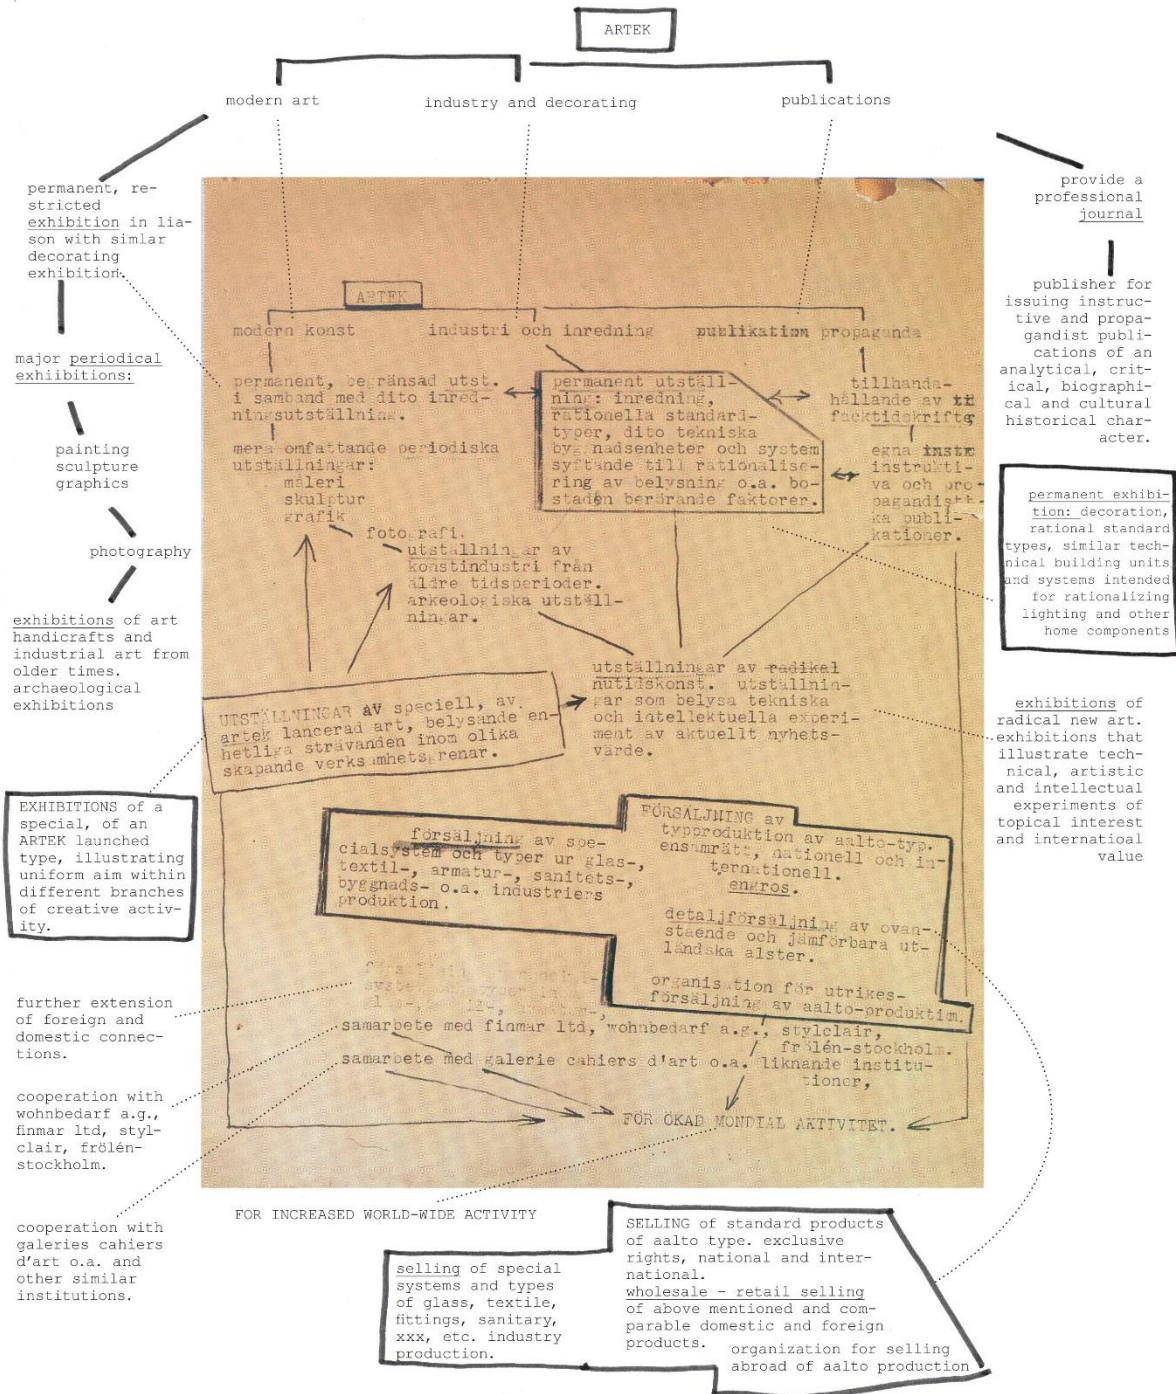 ARTEK
modern art
industry and decorating
publications
permanent, re-
stricted
exhibition in lia-
son with simlar
decorating
exhibition
major periodical
exhiibitions:
painting
sculpture
graphics
photography
exhibitions of art
handicrafts and
industrial art from
older times.
archaeological
exhibitions
EXHIBITIONS of a
special, of an
ARTEK launched
type, illustrating
uniform aim within
different branches
of creative activ-
ity.
further extension
of foreign and
domestic connec-
tions.
cooperation with
wohnbedarf a.g.,
finmar ltd, styl-
clair, frölén-
stockholm.
cooperation with
galeries cahiers
d'art o.a. and
other similar
institutions.
ARTEK
modern konst
industri och inredning
publikation propaganda
permanent, begränsad utst.
i samband med dito inred-
ningsutställning.
mera omfattande periodiska
utställningar:
måleri
skulptur
grafik
fotografi.
utställningar av
konstindustri från
äldre tidsperioder.
arkeologiska utställ-
ningar.
permanent utställ-
ning: inredning,
rationella standard-
typer, dito tekniska
byggnadsenheter och system
syftande till rationalise-
ring av belysning o.a. bo-
staden berörande faktorer.
tillhanda-
hållande av
facktidskrifter
egna instr
instrukti-
va och pro-
pagandistis-
ka publi-
kationer.
UTSTÄLLNINGAR AV speciell, av
artek lancerad art, belysande en-
hetliga strävanden inom olika
skapande verksamhetsgrenar.
utställningar av radikal
nutidskonst. utställnin-
gar som belysa tekniska
och intellektuella experi-
ment av aktuellt nyhets-
värde.
försäljning av spe-
cialsystem och typer ur glas-,
textil-, armatur-, sanitets-,
byggnads- o.a. industriers
produktion.
FÖRSÄLJNING av
typproduktion av aalto-typ.
ensamrätt, nationell och in-
ternationell.
engros.
detaljförsäljning av ovan-
stående och jämförbara ut-
ländska alster.
organisation för utrikes-
försäljning av aalto-produktion.
samarbete med finmar ltd, wohnbedarf a.g., stylclair,
frölén-stockholm.
samarbete med galerie cahiers d'art o.a. liknande institu-
tioner,
FÖR ÖKAD MONDIAL AKTIVITET.
provide a
professional
journal
publisher for
issuing instruc-
tive and propa-
gandist publi-
cations of an
analytical, crit-
ical, biographi-
cal and cultural
historical char-
acter.
permanent exhibi-
tion: decoration,
rational standard
types, similar tech-
nical building units
and systems intended
for rationalizing
lighting and other
home components
exhibitions of
radical new art.
exhibitions that
illustrate tech-
nical, artistic
and intellectual
experiments of
topical interest
and internatioal
value
FOR INCREASED WORLD-WIDE ACTIVITY
selling of special
systems and types
of glass, textile,
fittings, sanitary,
xxx, etc. industry
production.
SELLING of standard products
of aalto type. exclusive
rights, national and inter-
national.
wholesale - retail selling
of above mentioned and com-
parable domestic and foreign
products.
organization for selling
abroad of aalto production